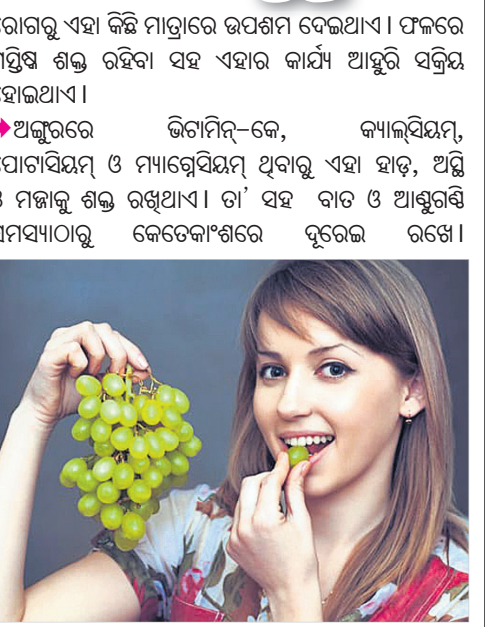 ରୋଗରୁ ଏହା କିଛି ମାତ୍ରାରେ ଉପଶମ ଦେଇଥାଏ । ଫଳରେ
ମସ୍ତିଷ୍କ ଶକ୍ତ ରହିବା ସହ ଏହାର କାର୍ଯ୍ୟ ଆହୁରି ସକ୍ରିୟ
ହୋଇଥାଏ ।
♦ଅଙ୍ଗୁରରେ ଭିଟାମିନ୍-କେ, କ୍ୟାଲ୍‌ସିୟମ୍,
ପୋଟାସିୟମ୍ ଓ ମ୍ୟାଗ୍ନେସିୟମ୍ ଥିବାରୁ ଏହା ହାଡ଼, ଅସ୍ଥି
ଓ ମଜ୍ଜାକୁ ଶକ୍ତ ରଖିଥାଏ । ତା' ସହ ବାତ ଓ ଆଣ୍ଠୁଗଣ୍ଠି
ସମସ୍ୟାଠାରୁ କେତେକାଂଶରେ ଦୂରେଇ ରଖେ ।